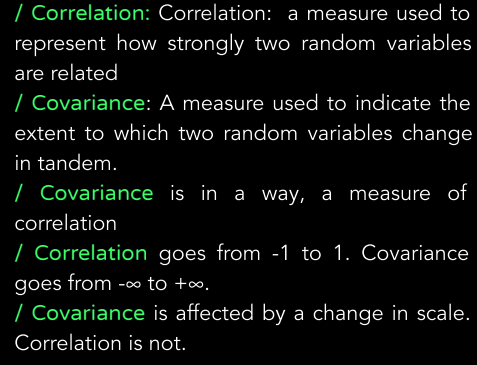 / Correlation: Correlation: a measure used to
represent how strongly two random variables
are related
/ Covariance: A measure used to indicate the
extent to which two random variables change
in tandem.
/ Covariance is in a way, a measure of
correlation
/ Correlation goes from -1 to 1. Covariance
goes from -∞ to +∞.
/ Covariance is affected by a change in scale.
Correlation is not.